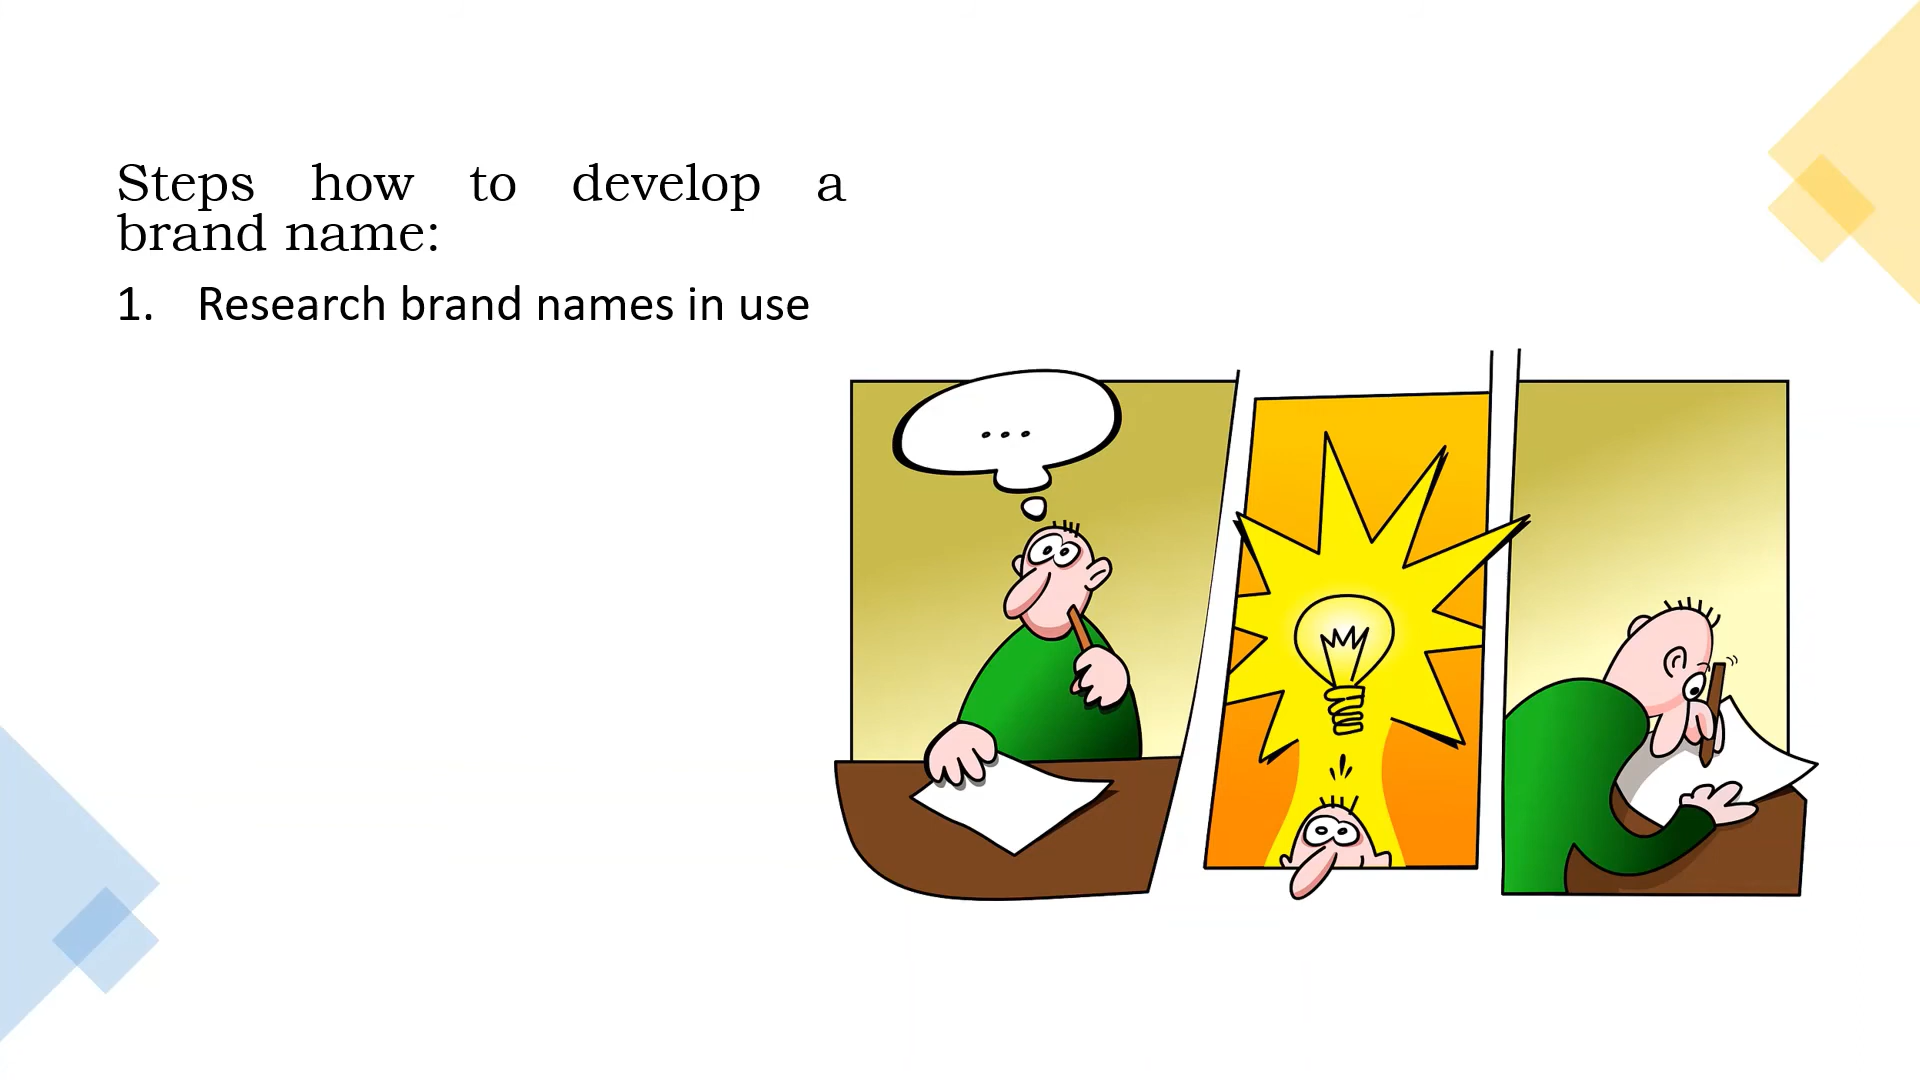 Steps how to develop a
brand name:
1. Research brand names in use
...